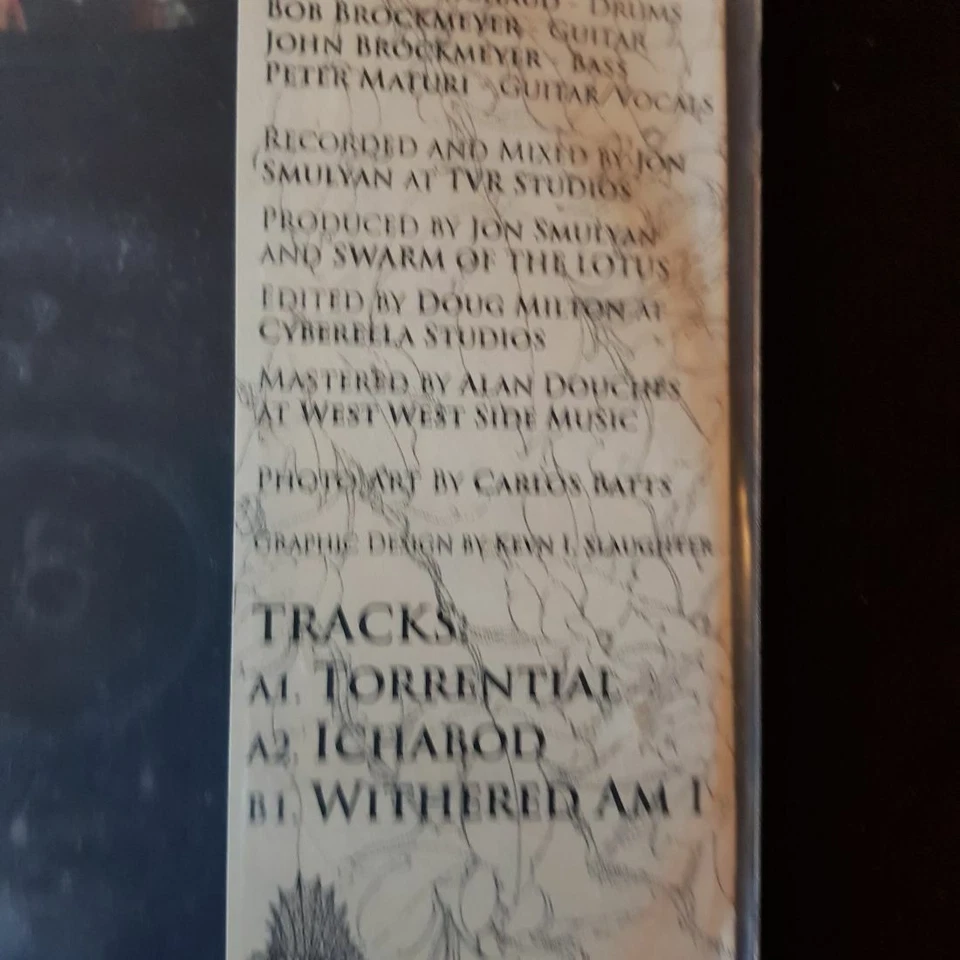 - DRUMS
BOB BROCKMEYER - GUITAR
JOHN BROCKMEYER - BASS
PETER MATURI - GUITAR/VOCALS
RECORDED AND MIXED BY JON
SMULYAN AT TVR STUDIOS
PRODUCED BY JON SMULYAN
AND SWARM OF THE LOTUS
EDITED BY DOUG MILTON AT
CYBERELLA STUDIOS
MASTERED BY ALAN DOUCHES
AT WEST WEST SIDE MUSIC
PHOTO ART BY CARLOS BATTS
GRAPHIC DESIGN BY KEVN I. SLAUGHTER
TRACKS:
A1. TORRENTIAL
A2. ICHABOD
B1. WITHERED AM I